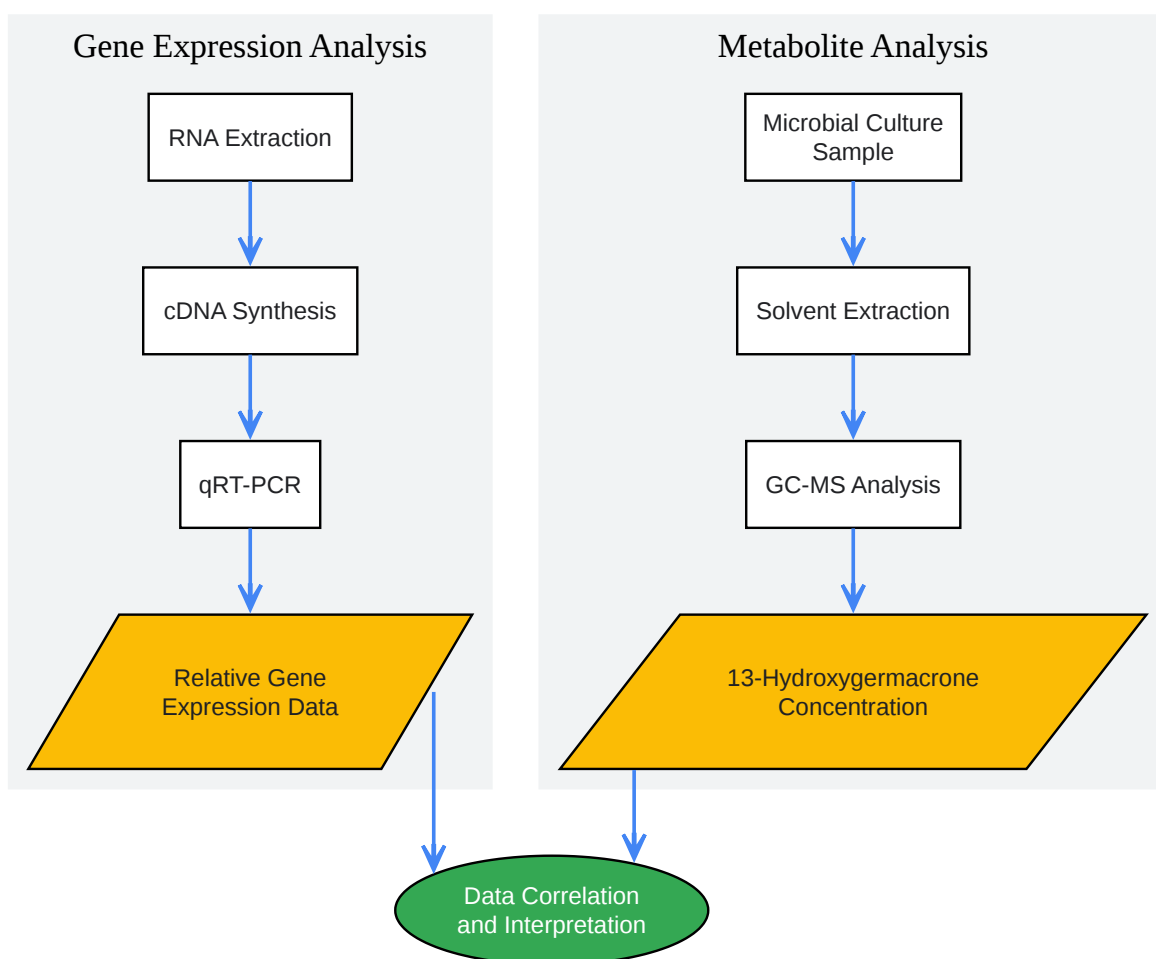 Gene Expression Analysis
RNA Extraction
cDNA Synthesis
qRT-PCR
Relative Gene
Expression Data
Metabolite Analysis
Microbial Culture
Sample
Solvent Extraction
GC-MS Analysis
13-Hydroxygermacrone
Concentration
Data Correlation
and Interpretation